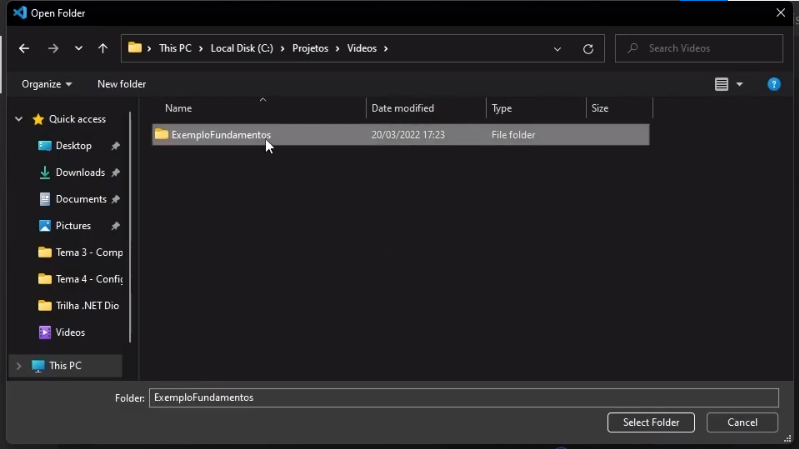 Open Folder
This PC > Local Disk (C:) > Projetos > Videos >
Search Videos
Organize
New folder
Name Date modified Type Size
Quick access
Desktop
Downloads
Documents
Pictures
Tema 3 - Comp
Tema 4 - Config
Trilha .NET Dio
Videos
This PC
ExemploFundamentos 20/03/2022 17:23 File folder
Folder: ExemploFundamentos
Select Folder Cancel